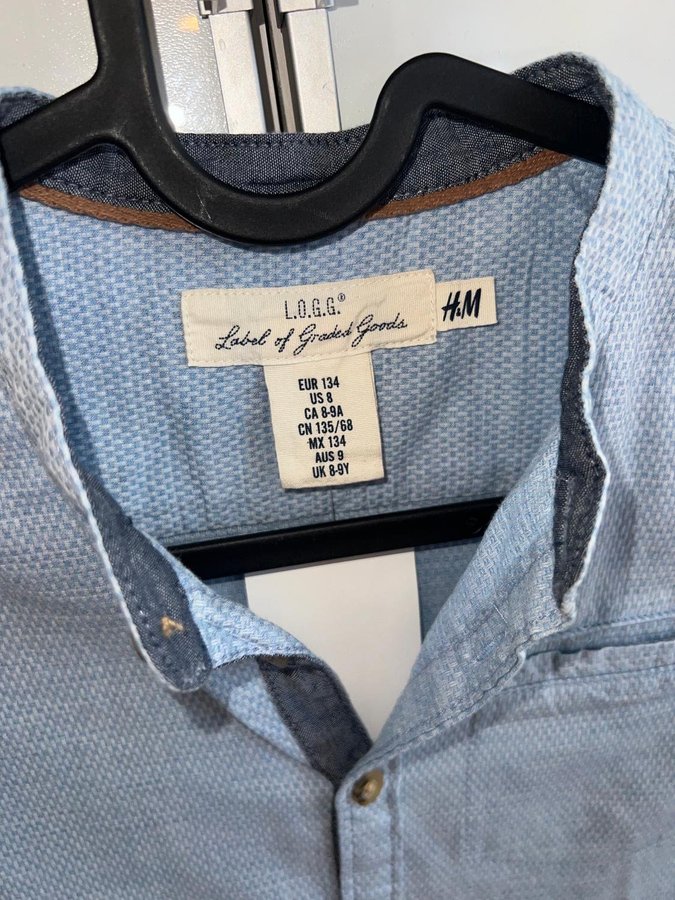 L.O.G.G.®
Label of Graded Goods
H&M
EUR 134
US 8
CA 8-9A
CN 135/68
MX 134
AUS 9
UK 8-9Y